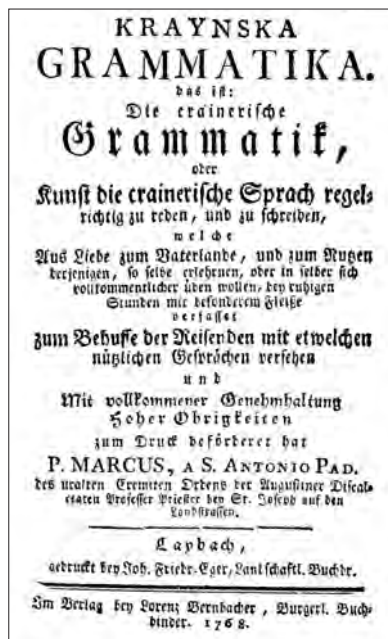 KRAYNSKA
GRAMMATIKA.
das ist:
Die crainerische
Grammatik,
oder
Kunst die crainerische Sprach regel-
richtig zu reden, und zu schreiben,
welche
Aus Liebe zum Vaterlande, und zum Nutzen
derjenigen, so selbe erlehrnen, oder in selber sich
vollkommentlicher üben wollen, bey ruhigen
Stunden mit besonderem Fleiße
verfasset
zum Behuffe der Reisenden mit etwelchen
nützlichen Gesprächen versehen
und
Mit vollkommener Genehmhaltung
Hoher Obrigkeiten
zum Druck beförderet hat
P. MARCUS, A S. ANTONIO PAD.
des uralten Eremiten Ordens der Augustiner Discal-
ceaten Professer Priester bey St. Joseph auf den
Landstrassen.
Laybach,
gedruckt bey Joh. Friedr. Eger, Landschaftl. Buchdr.
Im Verlag bey Lorenz Bernbacher, Burgerl. Buch-
binder. 1768.